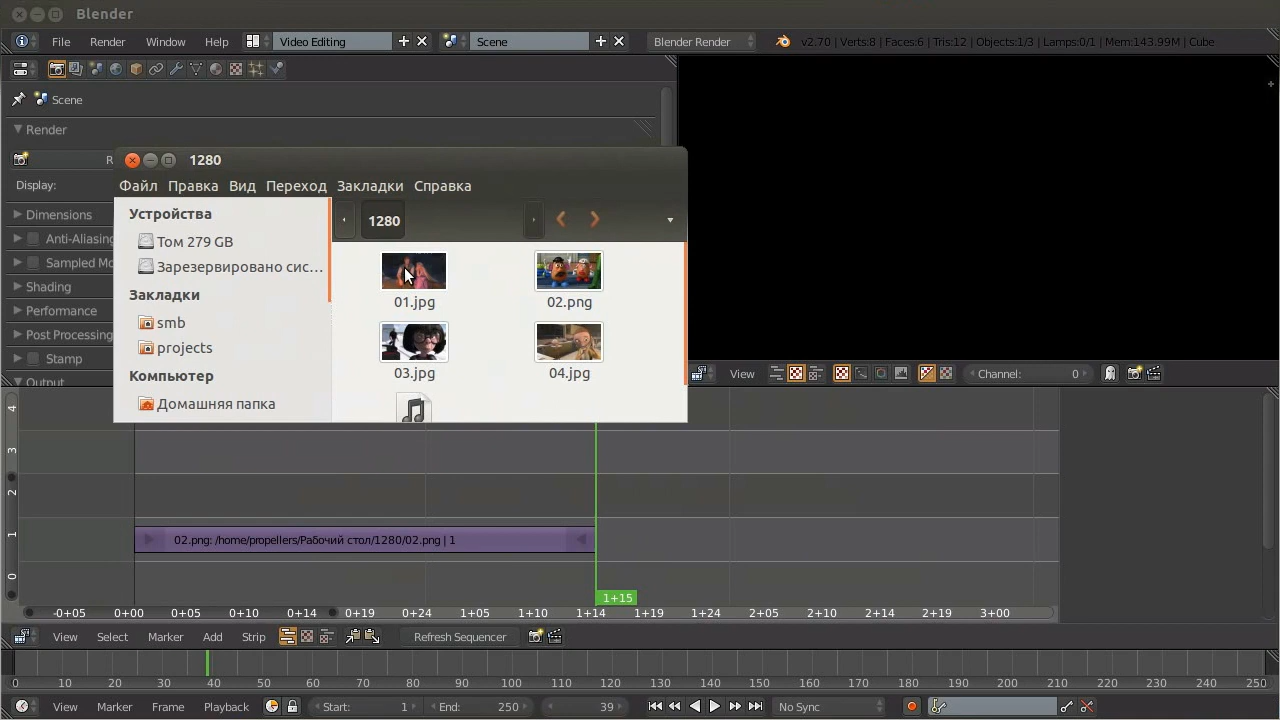 Blender
File Render Window Help Video Editing Scene Blender Render v2.70 | Verts:8 | Faces:6 | Tris:12 | Objects:1/3 | Lamps:0/1 | Mem:143.99M | Cube
Scene
Render
R
Display:
Dimensions
Anti-Aliasing
Sampled Mo
Shading
Performance
Post Processing
Stamp
Output
1280
Файл Правка Вид Переход Закладки Справка
Устройства
Том 279 GB
Зарезервировано сис...
Закладки
smb
projects
Компьютер
Домашняя папка
1280
01.jpg 02.png
03.jpg 04.jpg
View Channel: 0
4
3
2
1
0
02.png: /home/propellers/Рабочий стол/1280/02.png | 1
1+15
-0+05 0+00 0+05 0+10 0+14 0+19 0+24 1+05 1+10 1+14 1+19 1+24 2+05 2+10 2+14 2+19 3+00
View Select Marker Add Strip Refresh Sequencer
0 10 20 30 40 50 60 70 80 90 100 110 120 130 140 150 160 170 180 190 200 210 220 230 240 250
View Marker Frame Playback Start: 1 End: 250 39 No Sync